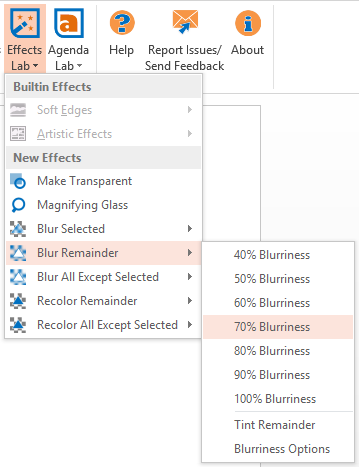 Effects
Lab
Agenda
Lab
Help
Report Issues/
Send Feedback
About
Builtin Effects
Soft Edges
Artistic Effects
New Effects
Make Transparent
Magnifying Glass
Blur Selected
Blur Remainder
Blur All Except Selected
Recolor Remainder
Recolor All Except Selected
40% Blurriness
50% Blurriness
60% Blurriness
70% Blurriness
80% Blurriness
90% Blurriness
100% Blurriness
Tint Remainder
Blurriness Options